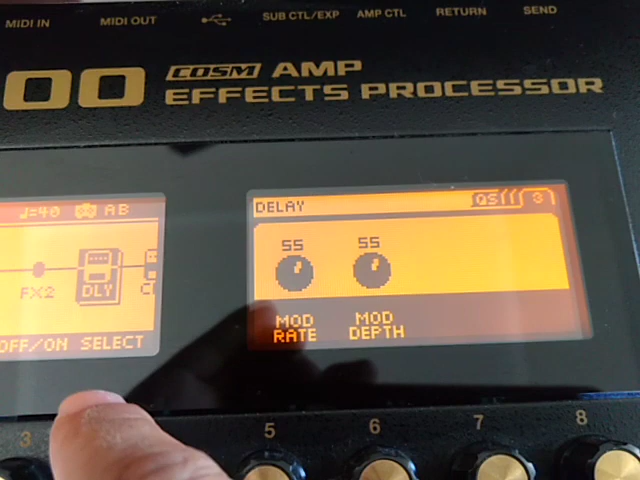 MIDI IN MIDI OUT SUB CTL/EXP AMP CTL RETURN SEND
00 COSM AMP
EFFECTS PROCESSOR
♩=40 AB
FX2
DLY
OFF/ON SELECT
DELAY QS 3
55 55
MOD RATE
MOD DEPTH
3 5 6 7 8